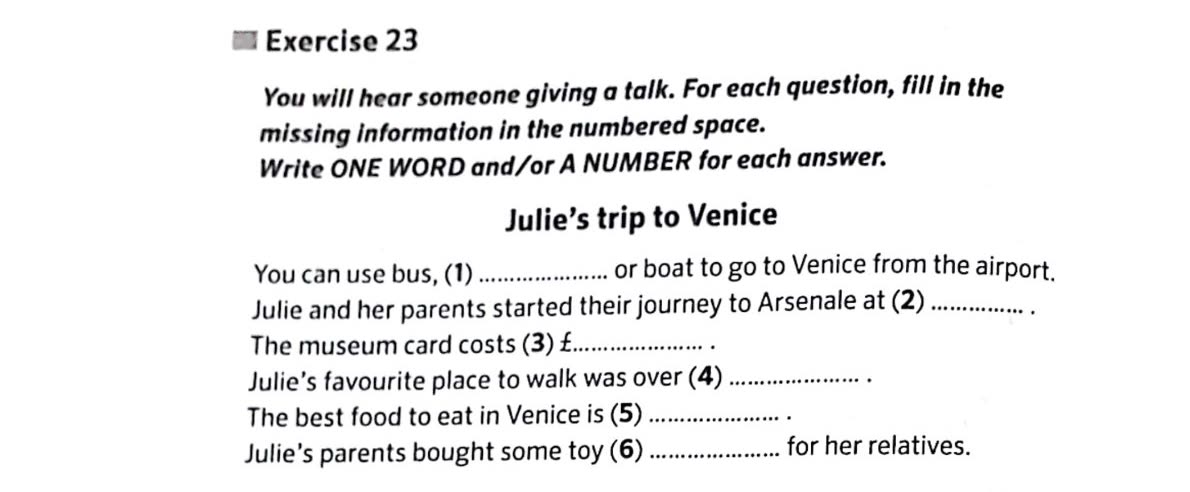 Exercise 23
You will hear someone giving a talk. For each question, fill in the
missing information in the numbered space.
Write ONE WORD and/or A NUMBER for each answer.
Julie's trip to Venice
You can use bus, (1) ..................... or boat to go to Venice from the airport.
Julie and her parents started their journey to Arsenale at (2) ............... .
The museum card costs (3) £...................... .
Julie's favourite place to walk was over (4) ..................... .
The best food to eat in Venice is (5) ..................... .
Julie's parents bought some toy (6) ..................... for her relatives.